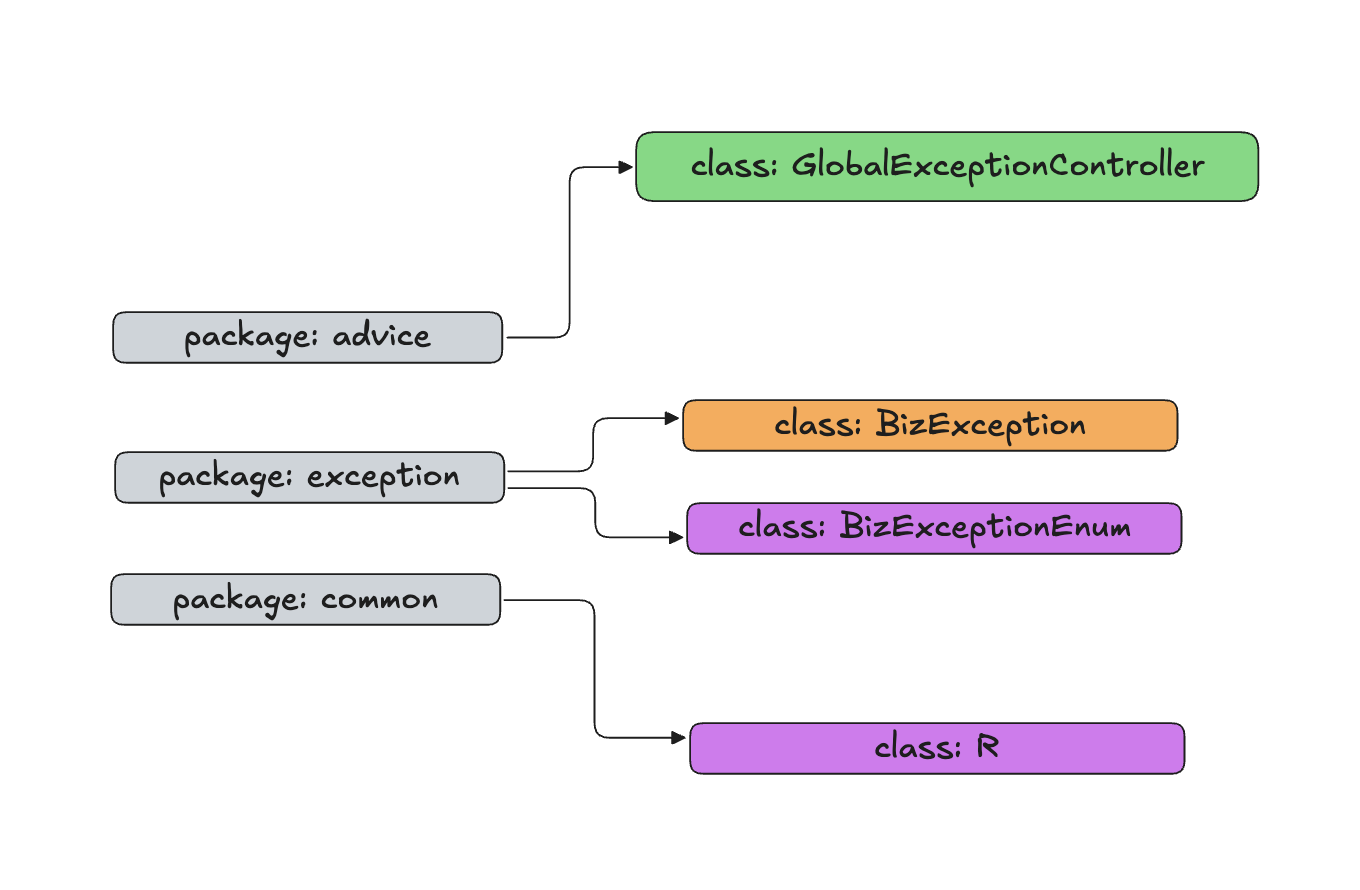 class: GlobalExceptionController
package: advice
class: BizException
package: exception
class: BizExceptionEnum
package: common
class: R